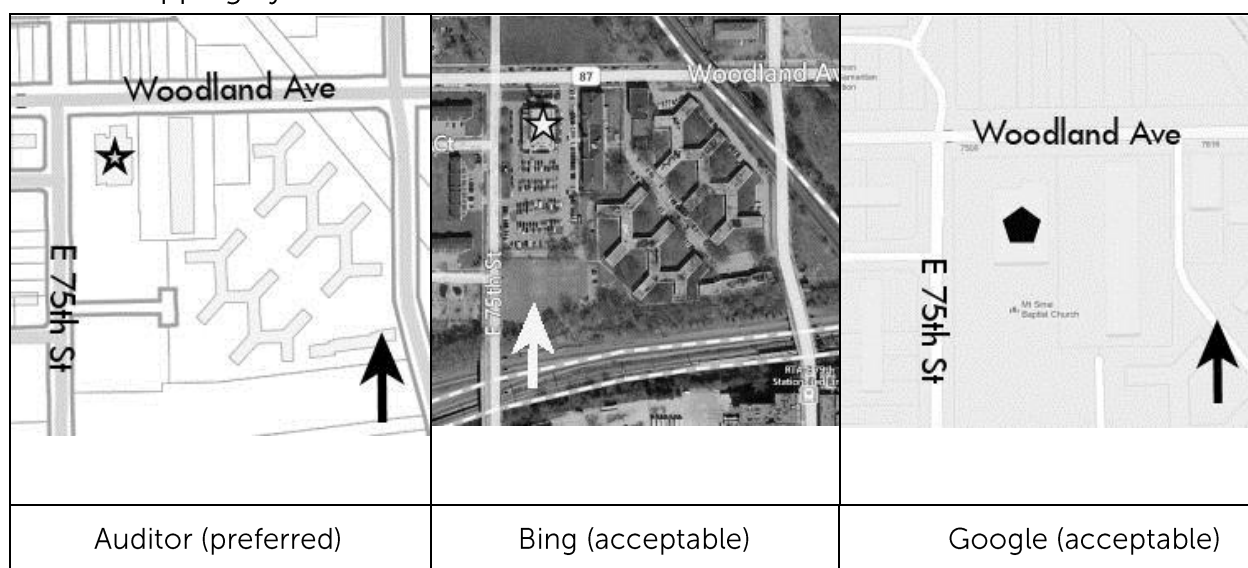 Woodland Ave
E 75th St
87
Woodland Av
Ct
E 75th St
Woodland Ave
7616
E 75th St
Mt Sinai
Baptist Church
Auditor (preferred)
Bing (acceptable)
Google (acceptable)